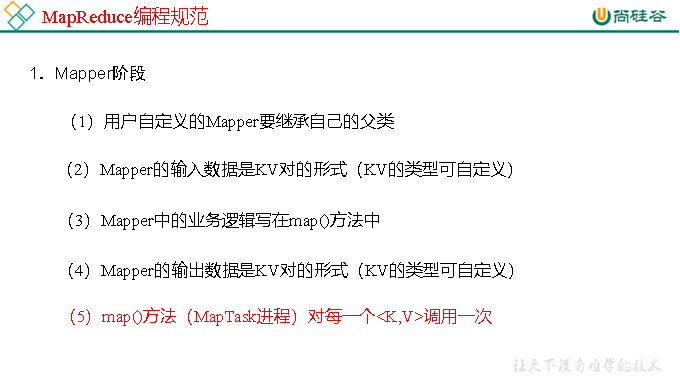 MapReduce编程规范
尚硅谷
1．Mapper阶段
（1）用户自定义的Mapper要继承自己的父类
（2）Mapper的输入数据是KV对的形式（KV的类型可自定义）
（3）Mapper中的业务逻辑写在map()方法中
（4）Mapper的输出数据是KV对的形式（KV的类型可自定义）
（5）map()方法（MapTask进程）对每一个<K,V>调用一次
让天下没有难学的技术